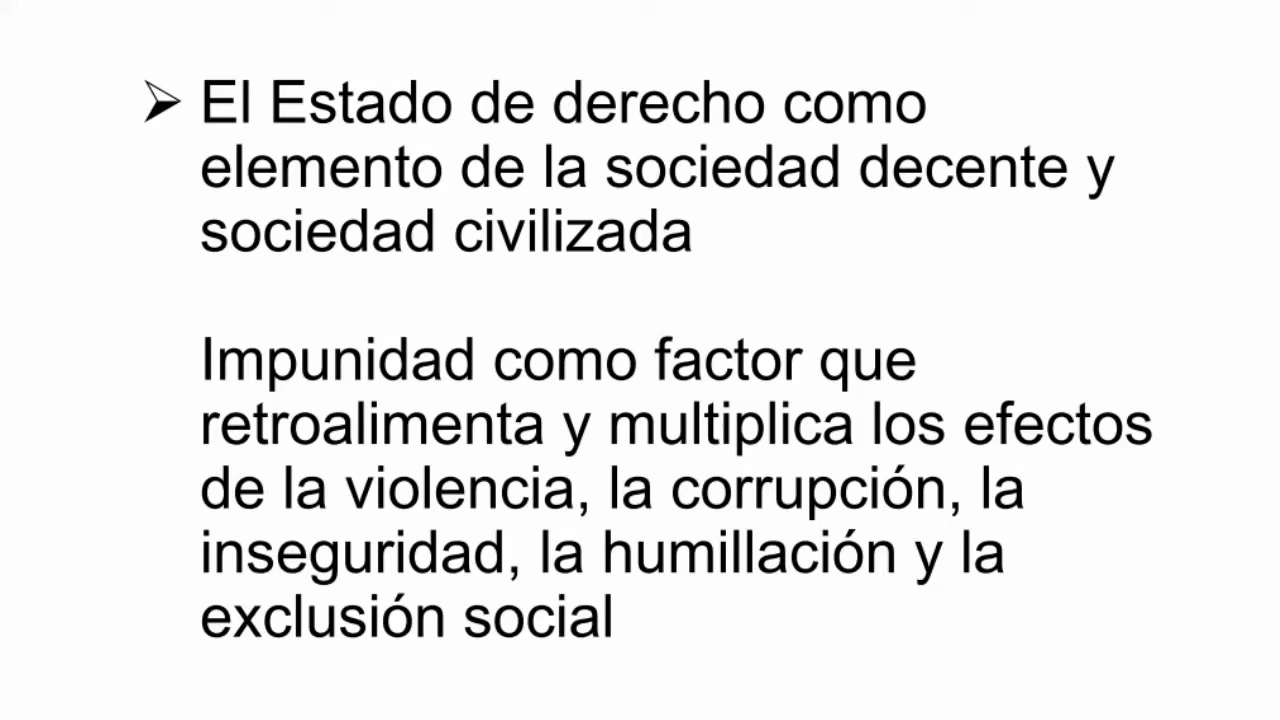 ➢ El Estado de derecho como
elemento de la sociedad decente y
sociedad civilizada
Impunidad como factor que
retroalimenta y multiplica los efectos
de la violencia, la corrupción, la
inseguridad, la humillación y la
exclusión social